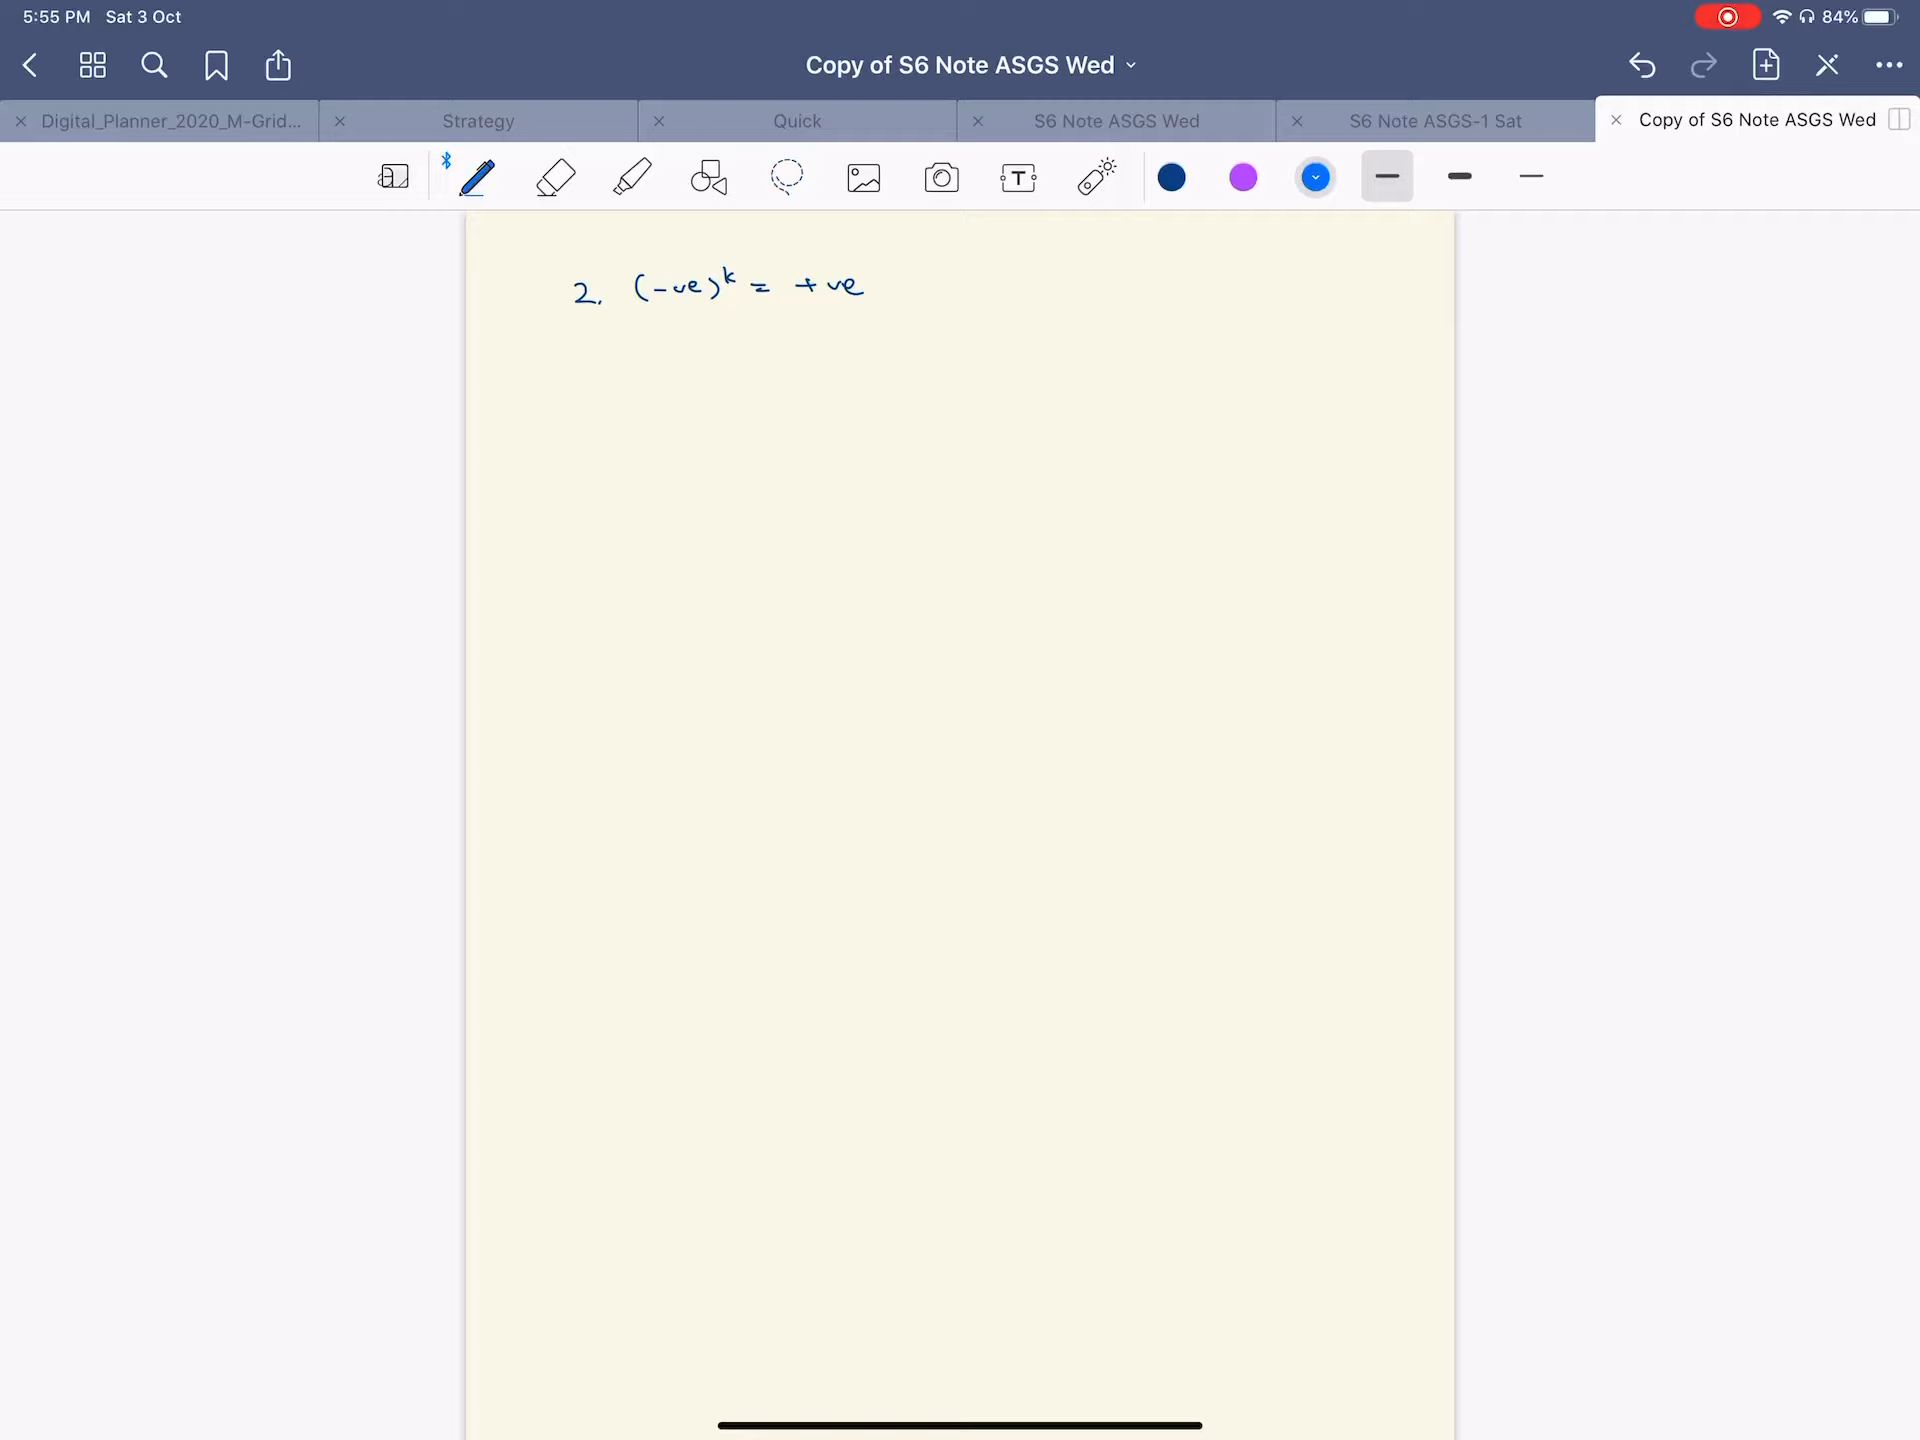 5:55 PM Sat 3 Oct
84%
Copy of S6 Note ASGS Wed
Digital_Planner_2020_M-Grid...
Strategy
Quick
S6 Note ASGS Wed
S6 Note ASGS-1 Sat
Copy of S6 Note ASGS Wed
2. (-ve)^k = +ve